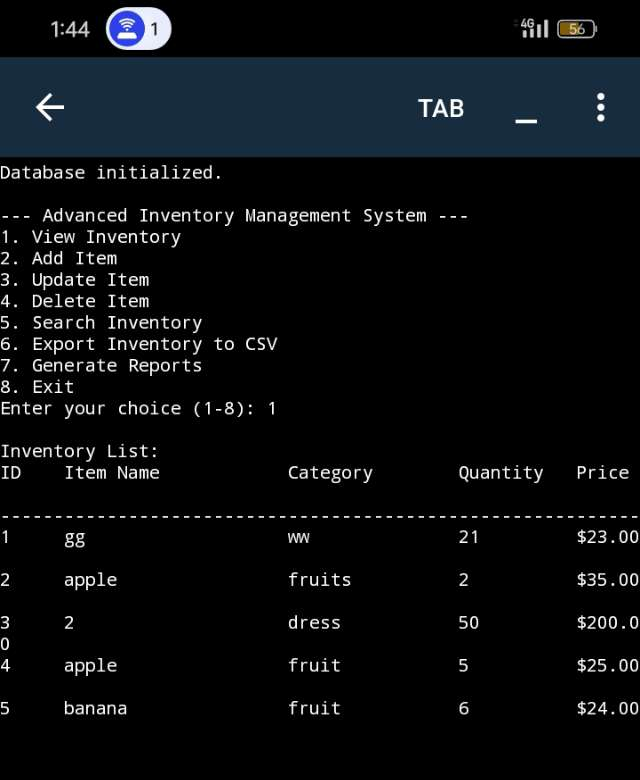 1:44 1 4G 56
TAB
Database initialized.
--- Advanced Inventory Management System ---
1. View Inventory
2. Add Item
3. Update Item
4. Delete Item
5. Search Inventory
6. Export Inventory to CSV
7. Generate Reports
8. Exit
Enter your choice (1-8): 1
Inventory List:
ID Item Name Category Quantity Price
------------------------------------------------------------
1 gg ww 21 $23.00
2 apple fruits 2 $35.00
3 2 dress 50 $200.0
0
4 apple fruit 5 $25.00
5 banana fruit 6 $24.00